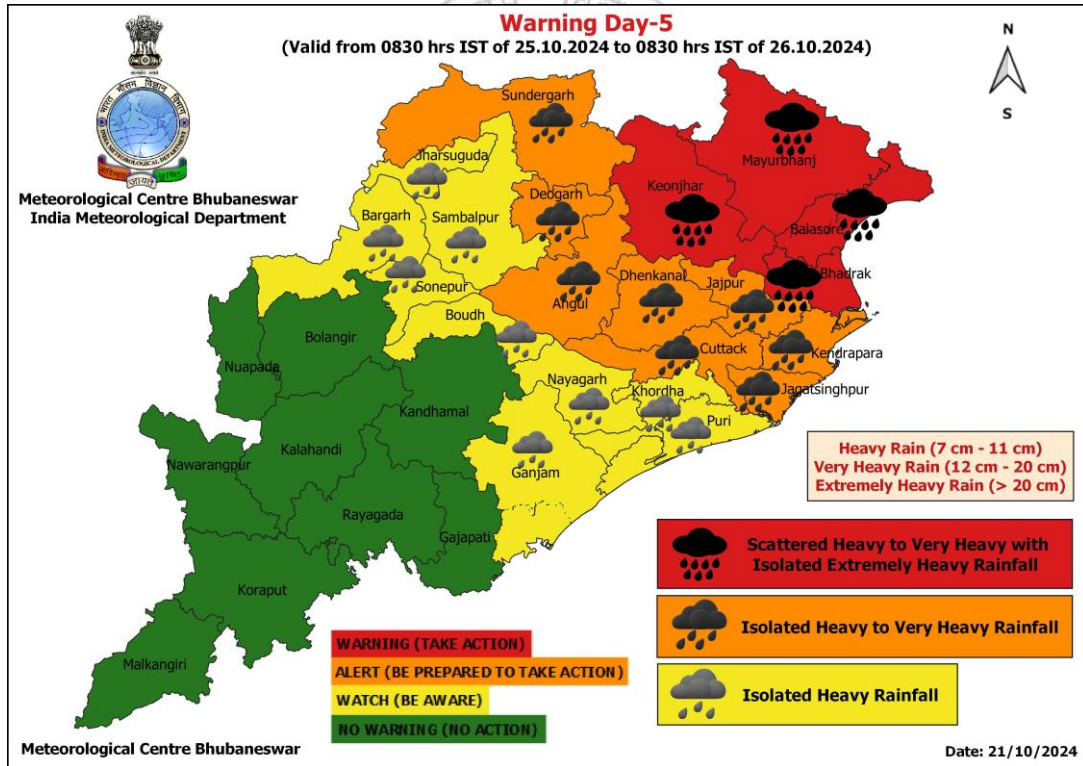 Warning Day-5
(Valid from 0830 hrs IST of 25.10.2024 to 0830 hrs IST of 26.10.2024)
N
S
भारत मौसम विज्ञान विभाग
INDIA METEOROLOGICAL DEPARTMENT
Meteorological Centre Bhubaneswar
India Meteorological Department
Sundergarh
Jharsuguda
Mayurbhanj
Keonjhar
Deogarh
Bargarh
Sambalpur
Balasore
Sonepur
Dhenkanal
Jajpur
Bhadrak
Angul
Boudh
Bolangir
Cuttack
Kendrapara
Nuapada
Nayagarh
Khordha
Jagatsinghpur
Kandhamal
Puri
Kalahandi
Nawarangpur
Ganjam
Rayagada
Gajapati
Koraput
Malkangiri
Heavy Rain (7 cm - 11 cm)
Very Heavy Rain (12 cm - 20 cm)
Extremely Heavy Rain (> 20 cm)
Scattered Heavy to Very Heavy with
Isolated Extremely Heavy Rainfall
Isolated Heavy to Very Heavy Rainfall
Isolated Heavy Rainfall
WARNING (TAKE ACTION)
ALERT (BE PREPARED TO TAKE ACTION)
WATCH (BE AWARE)
NO WARNING (NO ACTION)
Meteorological Centre Bhubaneswar
Date: 21/10/2024